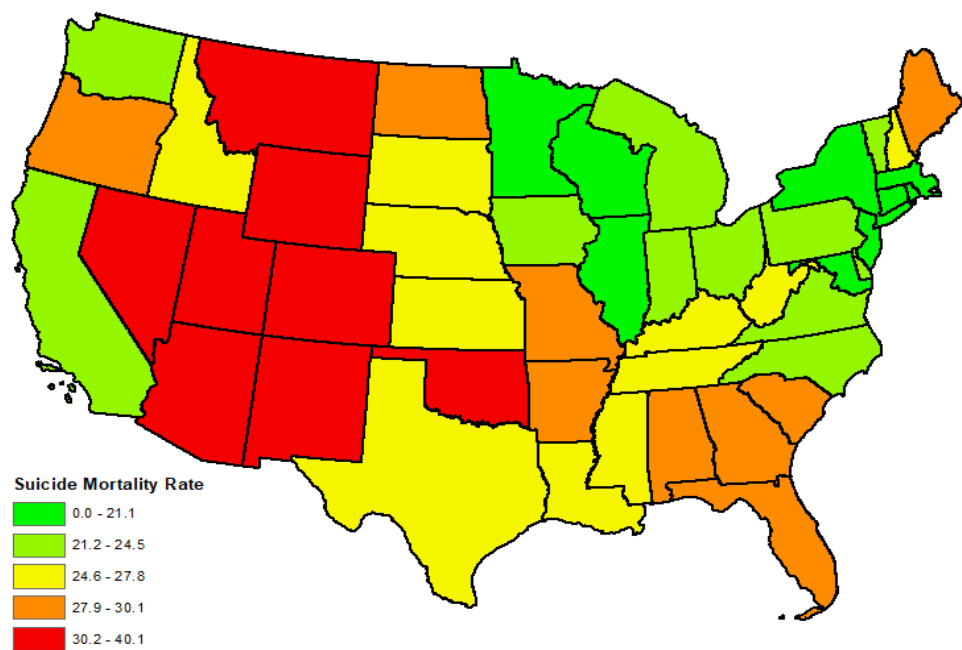 Suicide Mortality Rate
0.0 - 21.1
21.2 - 24.5
24.6 - 27.8
27.9 - 30.1
30.2 - 40.1